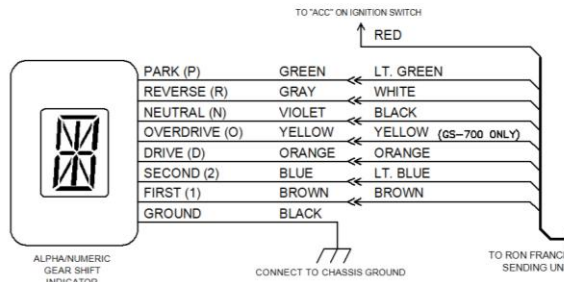 TO "ACC" ON IGNITION SWITCH
RED
PARK (P) GREEN LT. GREEN
REVERSE (R) GRAY WHITE
NEUTRAL (N) VIOLET BLACK
OVERDRIVE (O) YELLOW YELLOW (GS-700 ONLY)
DRIVE (D) ORANGE ORANGE
SECOND (2) BLUE LT. BLUE
FIRST (1) BROWN BROWN
GROUND BLACK
ALPHA/NUMERIC
GEAR SHIFT
INDICATOR
CONNECT TO CHASSIS GROUND
TO RON FRANC
SENDING UN